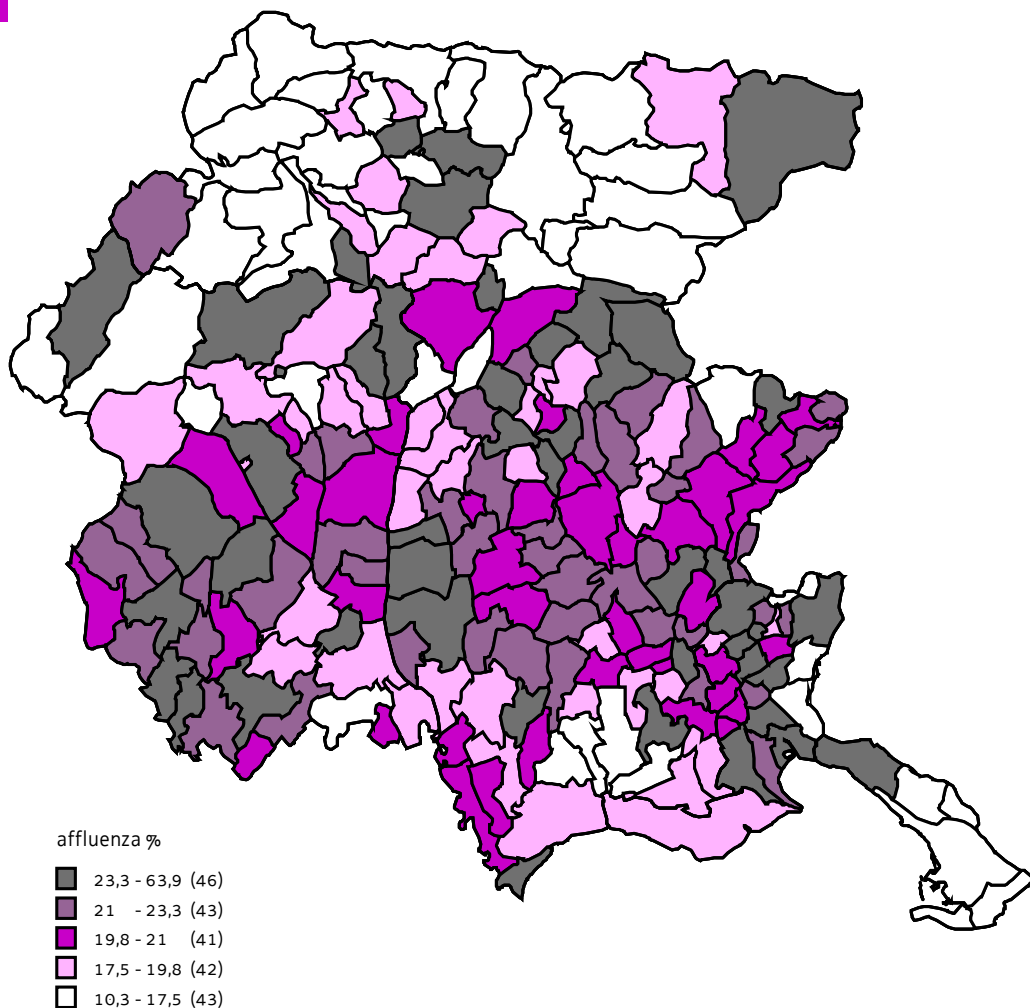 affluenza %
23,3 - 63,9 (46)
21 - 23,3 (43)
19,8 - 21 (41)
17,5 - 19,8 (42)
10,3 - 17,5 (43)